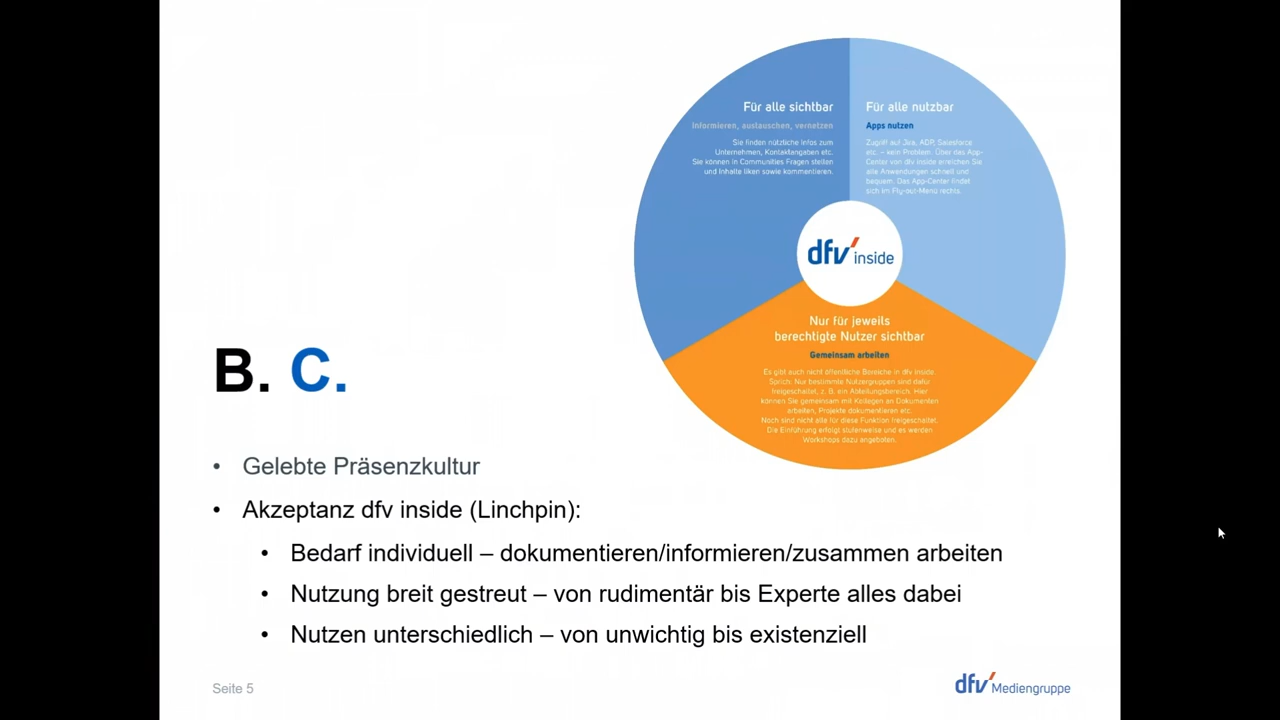 Für alle sichtbar
Informieren, austauschen, vernetzen
Sie finden nützliche Infos zum
Unternehmen, Kontaktangaben etc.
Sie können in Communities Fragen stellen
und Inhalte liken sowie kommentieren.
Für alle nutzbar
Apps nutzen
Zugriff auf Jira, ADP, Salesforce
etc. – kein Problem. Über das App-
Center von dfv inside erreichen Sie
alle Anwendungen schnell und
bequem. Das App-Center findet
sich im Fly-out-Menü rechts.
dfv inside
Nur für jeweils
berechtigte Nutzer sichtbar
Gemeinsam arbeiten
Es gibt auch nicht öffentliche Bereiche in dfv inside.
Sprich: Nur bestimmte Nutzergruppen sind dafür
freigeschaltet, z. B. ein Abteilungsbereich. Hier
können Sie gemeinsam mit Kollegen an Dokumenten
arbeiten, Projekte dokumentieren etc.
Noch sind nicht alle für diese Funktion freigeschaltet.
Die Einführung erfolgt stufenweise und es werden
Workshops dazu angeboten.
B. C.
• Gelebte Präsenzkultur
• Akzeptanz dfv inside (Linchpin):
• Bedarf individuell – dokumentieren/informieren/zusammen arbeiten
• Nutzung breit gestreut – von rudimentär bis Experte alles dabei
• Nutzen unterschiedlich – von unwichtig bis existenziell
Seite 5
dfv Mediengruppe